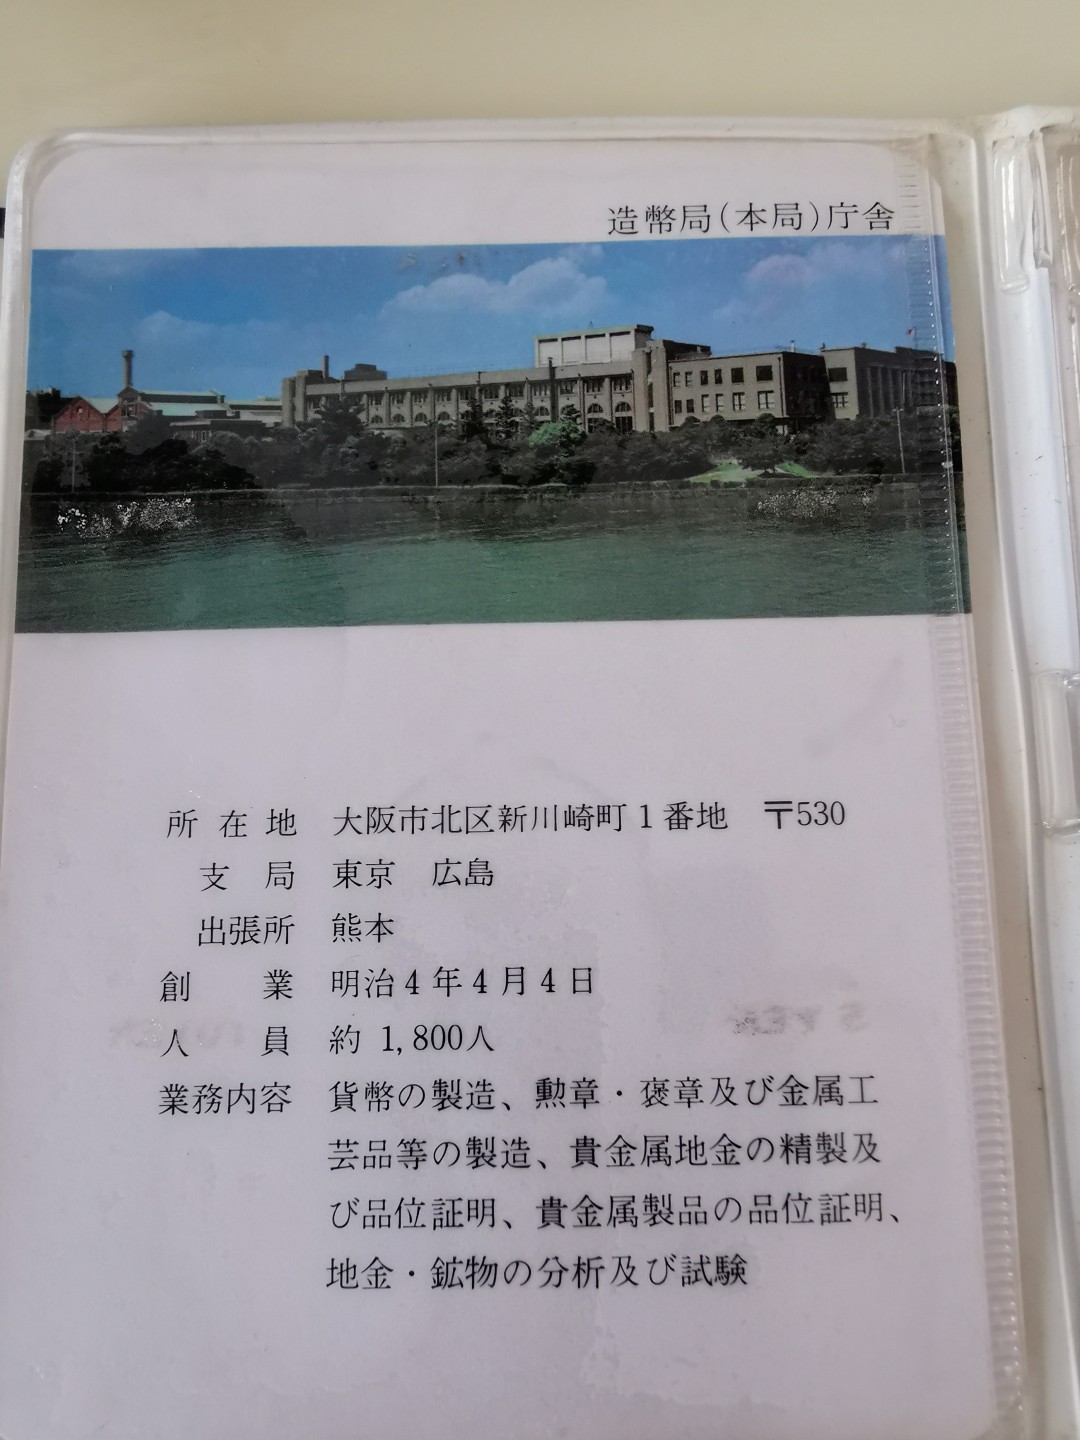 造幣局(本局)庁舎
所在地 大阪市北区新川崎町1番地 〒530
支局 東京 広島
出張所 熊本
創業 明治4年4月4日
人員 約 1,800人
業務内容 貨幣の製造、勲章・褒章及び金属工
芸品等の製造、貴金属地金の精製及
び品位証明、貴金属製品の品位証明、
地金・鉱物の分析及び試験